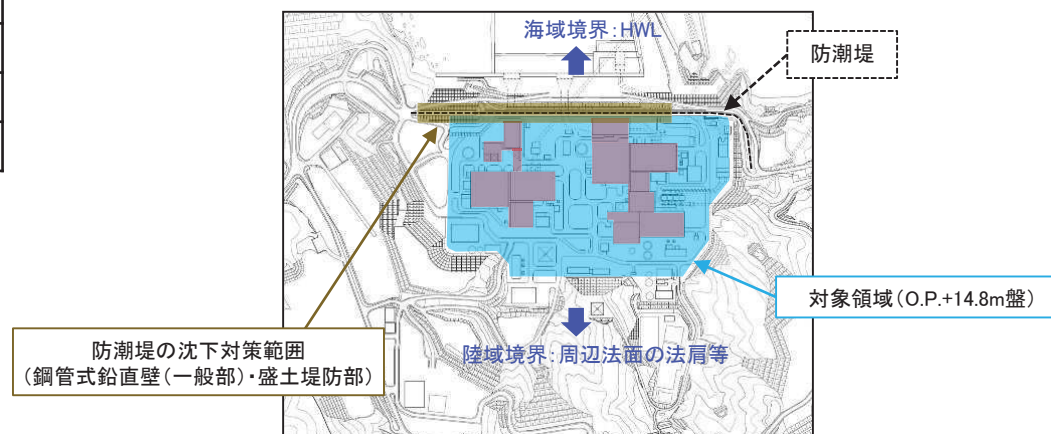 海域境界:HWL
防潮堤
対象領域(O.P.+14.8m盤)
陸域境界:周辺法面の法肩等
防潮堤の沈下対策範囲
(鋼管式鉛直壁(一般部)・盛土堤防部)